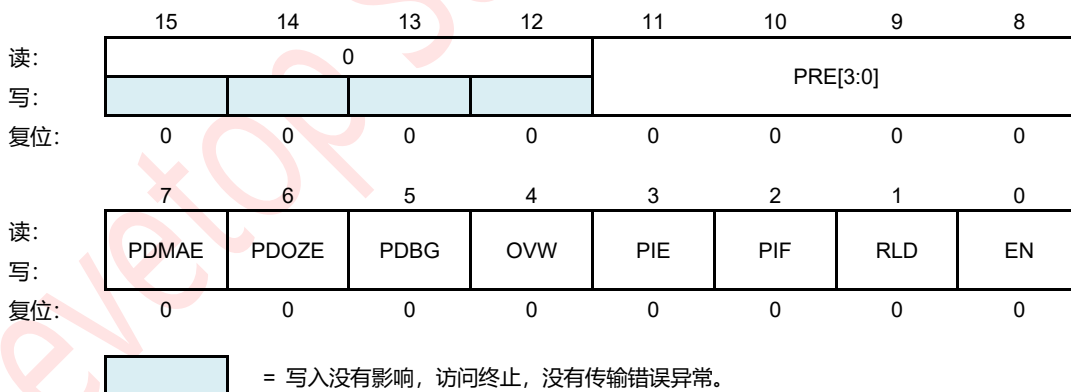 15 14 13 12 11 10 9 8
读： 0 PRE[3:0]
写：
复位： 0 0 0 0 0 0 0 0
7 6 5 4 3 2 1 0
读： PDMAE PDOZE PDBG OVW PIE PIF RLD EN
写：
复位： 0 0 0 0 0 0 0 0
= 写入没有影响，访问终止，没有传输错误异常。